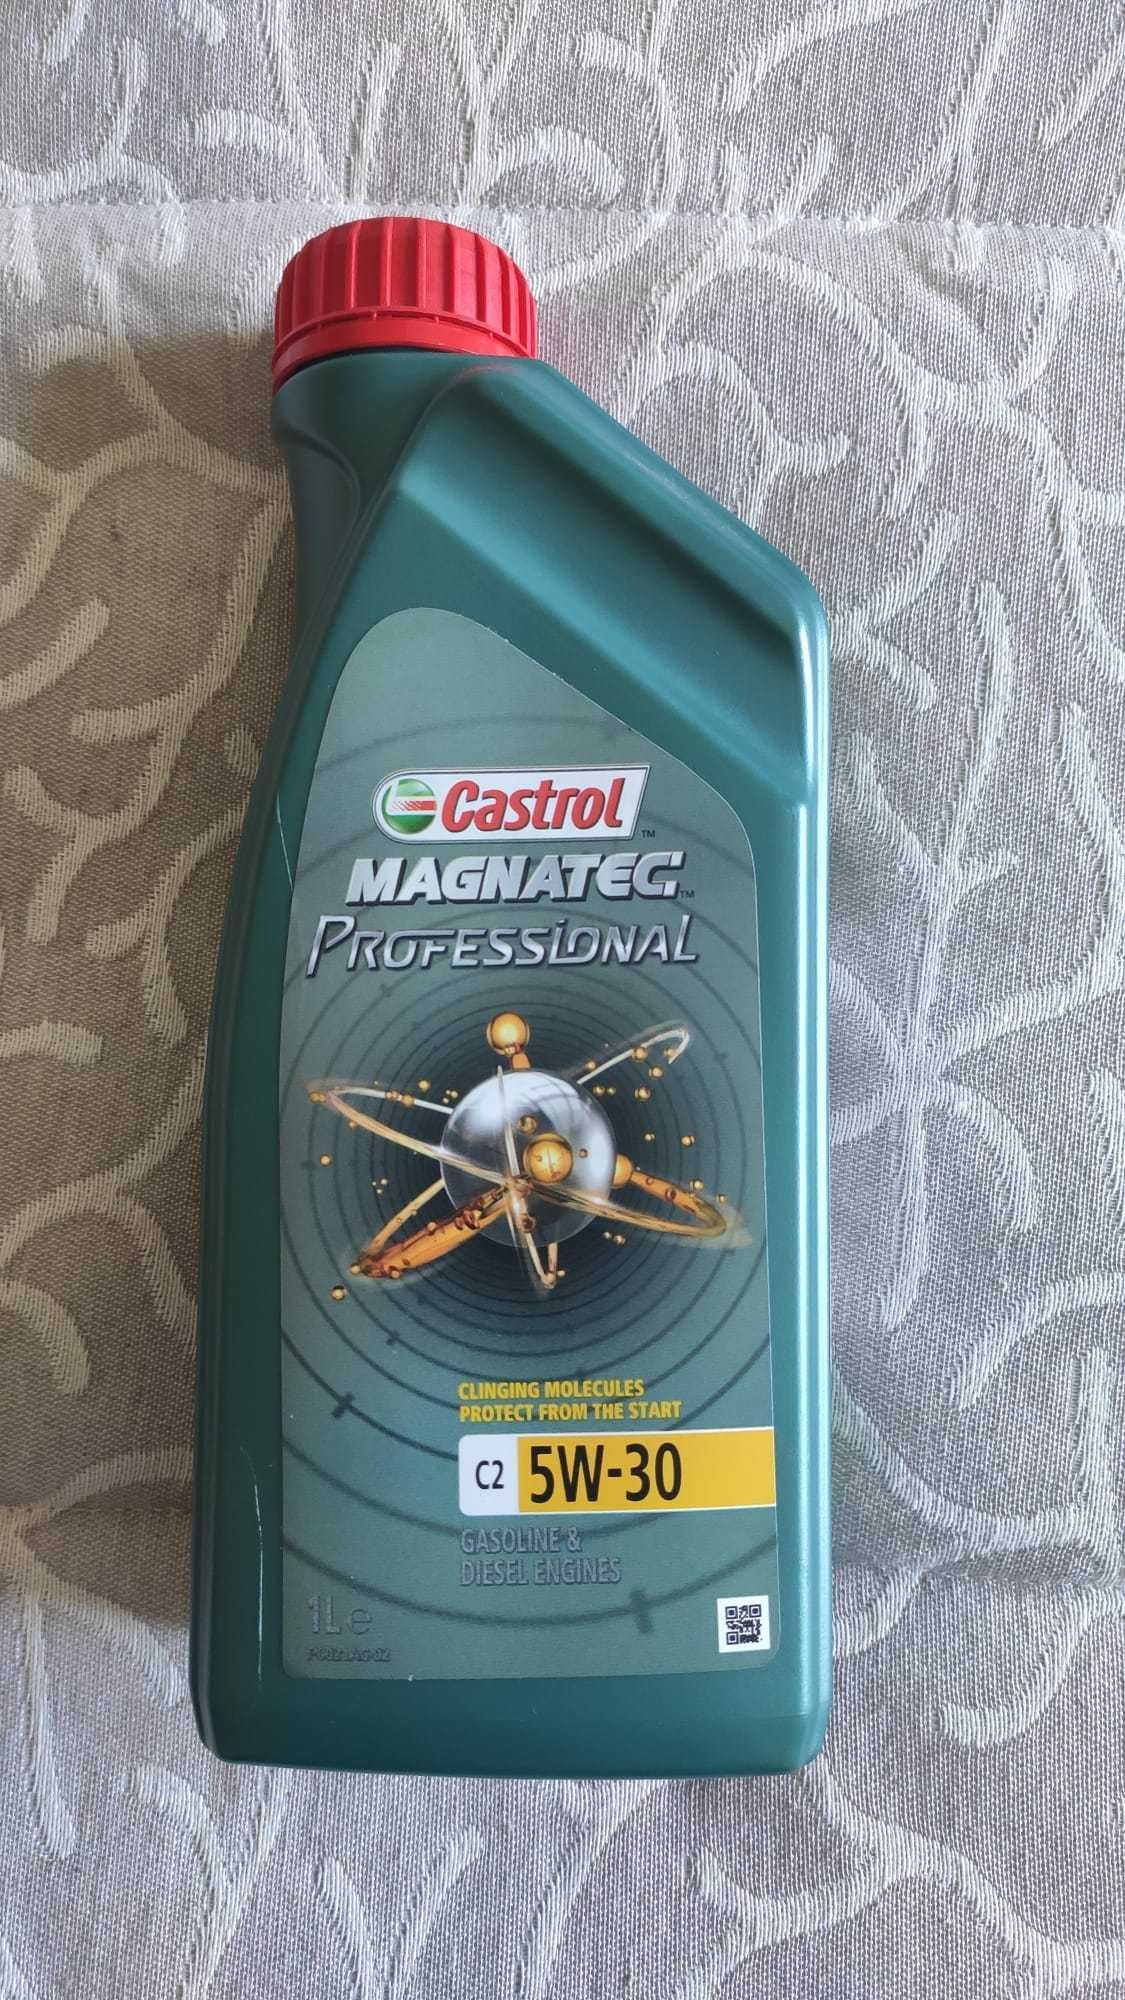 Castrol
MAGNATEC
PROFESSIONAL
CLINGING MOLECULES
PROTECT FROM THE START
C2 5W-30
GASOLINE &
DIESEL ENGINES
1L e